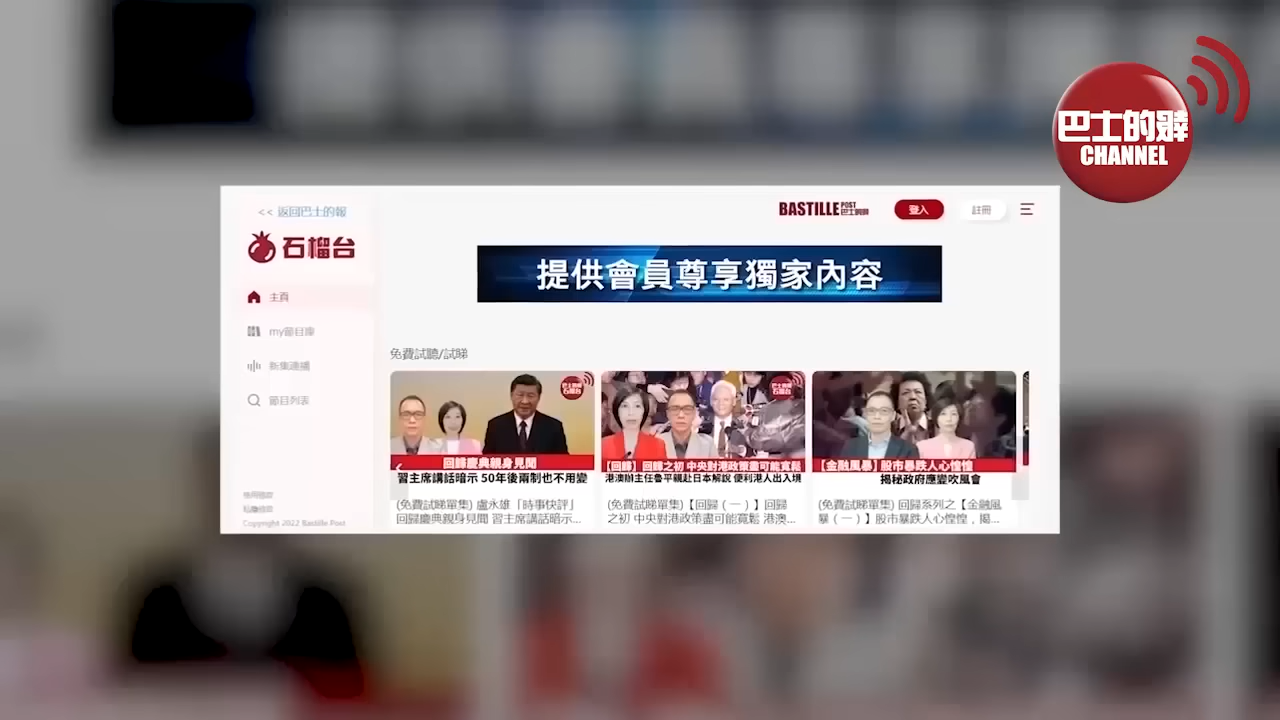 巴士的報
CHANNEL
<< 返回巴士的報
石榴台
BASTILLE POST 巴士的報
登入
註冊
提供會員尊享獨家內容
主頁
my節目庫
新集連播
節目列表
免費試聽/試睇
回歸慶典親身見聞
習主席講話暗示 50年後兩制也不用變
(免費試睇單集) 盧永雄「時事快評」
回歸慶典親身見聞 習主席講話暗示...
【回歸】回歸之初 中央對港政策盡可能寬鬆
港澳辦主任魯平親赴日本解說 便利港人出入境
(免費試睇單集)【回歸（一）】回歸
之初 中央對港政策盡可能寬鬆 港澳...
【金融風暴】股市暴跌人心惶惶
揭秘政府應變吹風會
(免費試睇單集) 回歸系列之【金融風
暴（一）】股市暴跌人心惶惶，揭...
Copyright 2022 Bastille Post